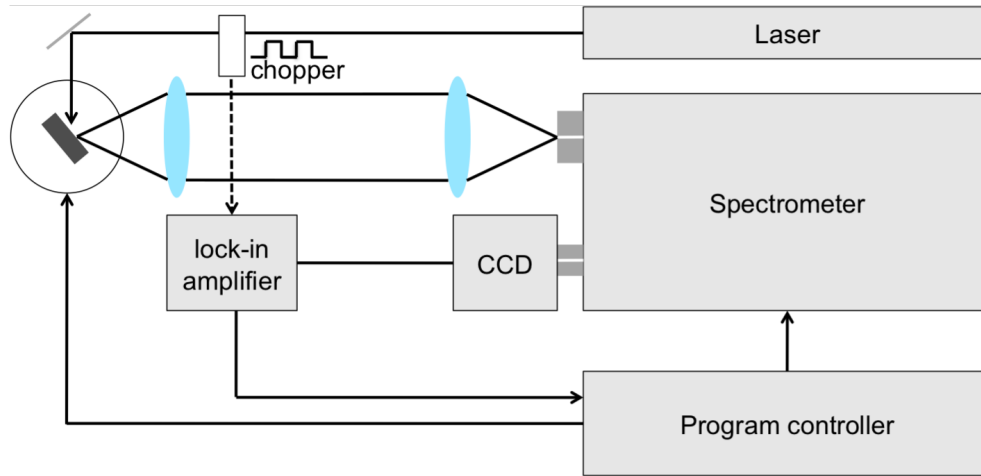 Laser
chopper
Spectrometer
lock-in
amplifier
CCD
Program controller